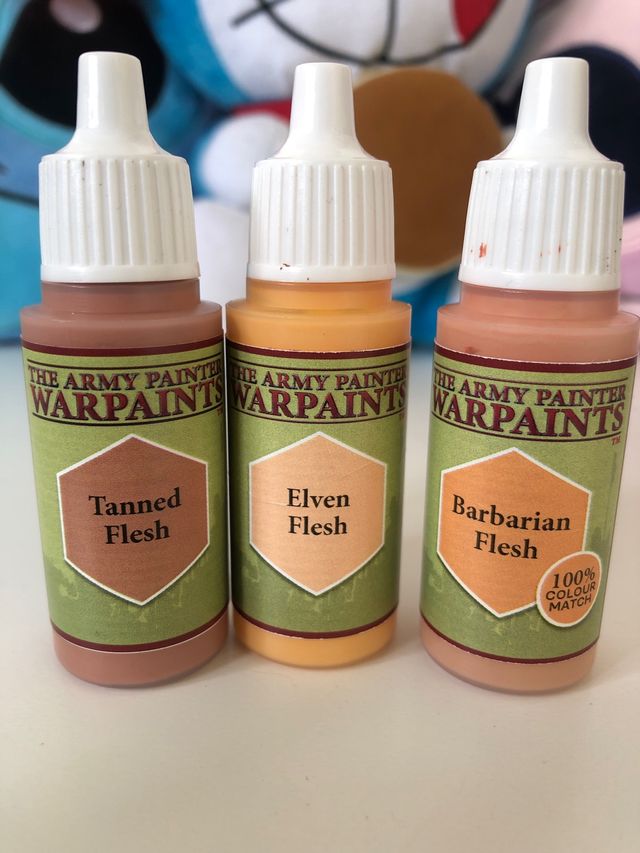 THE ARMY PAINTER
WARPAINTS
Tanned
Flesh
THE ARMY PAINTER
WARPAINTS
Elven
Flesh
THE ARMY PAINTER
WARPAINTS™
Barbarian
Flesh
100%
COLOUR
MATCH